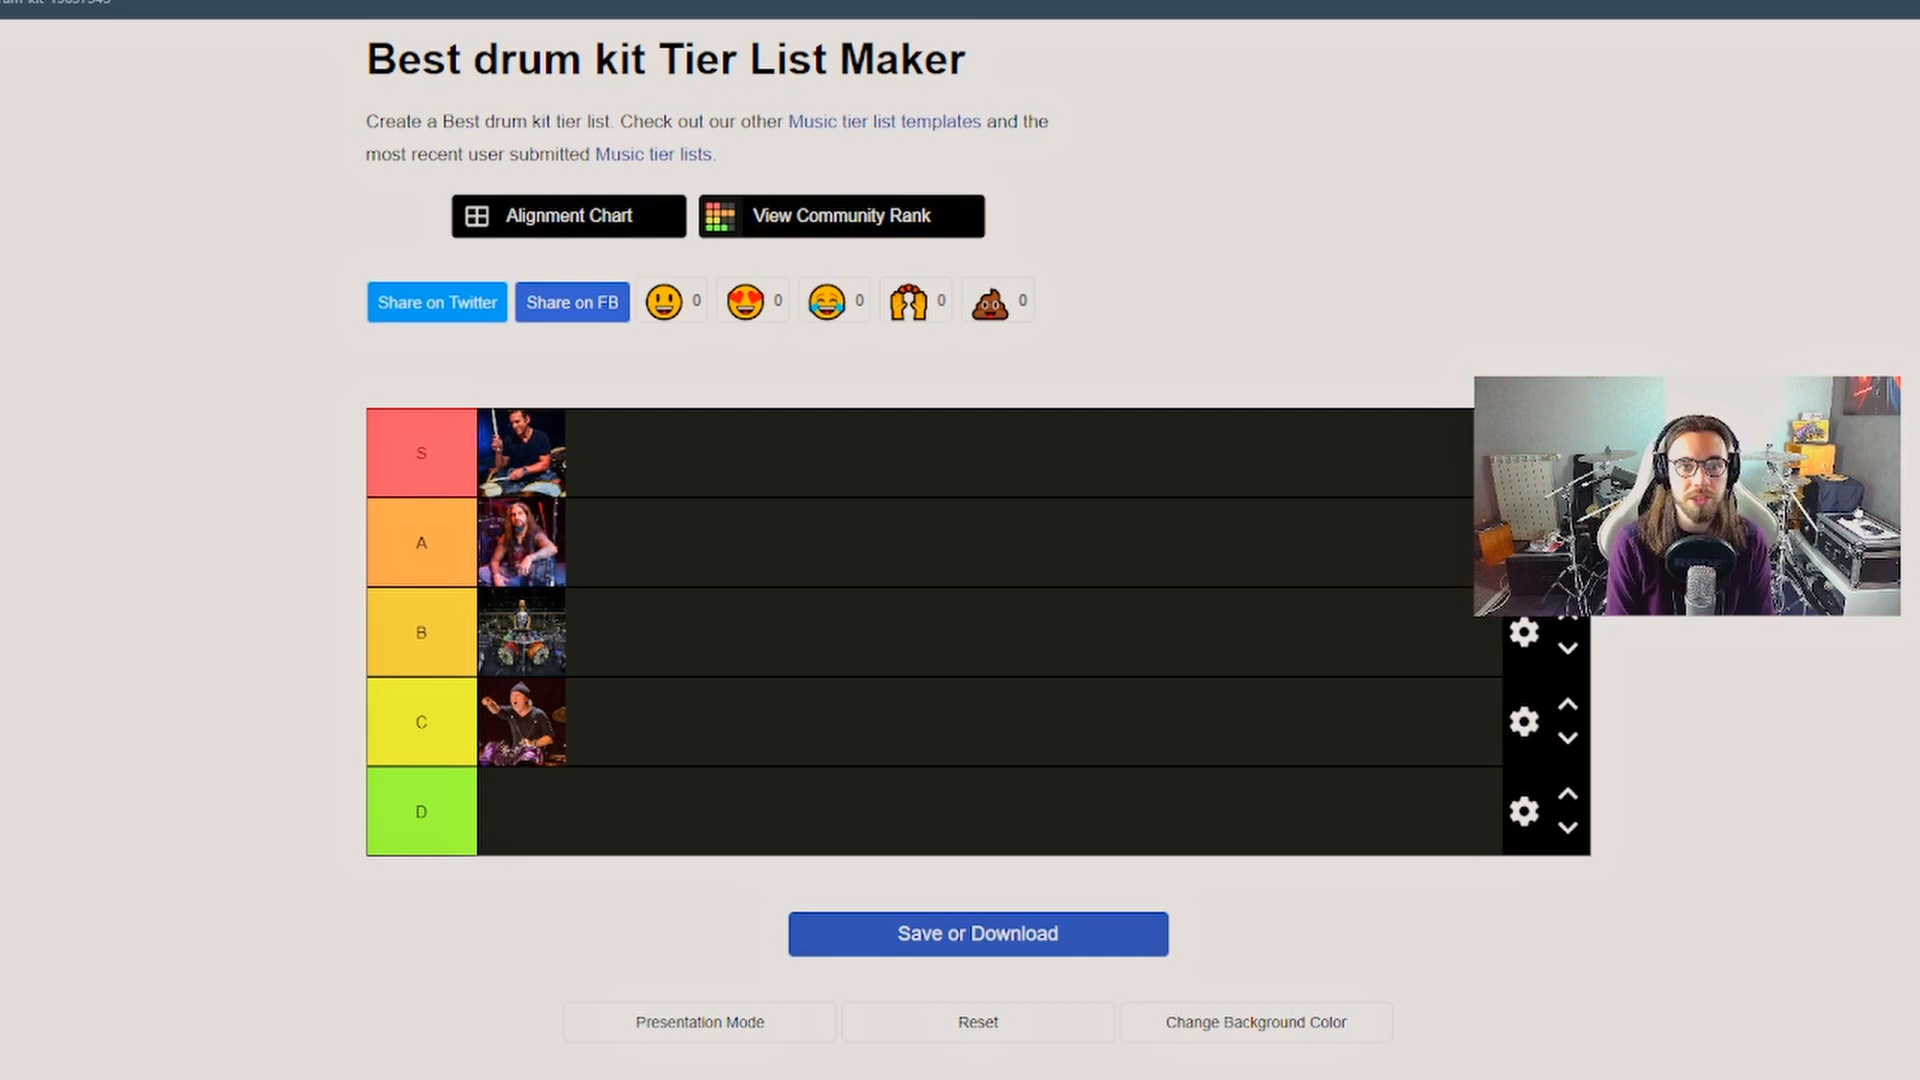 Best drum kit Tier List Maker
Create a Best drum kit tier list. Check out our other Music tier list templates and the
most recent user submitted Music tier lists.
Alignment Chart
View Community Rank
Share on Twitter
Share on FB
0
0
0
0
0
S
A
B
C
D
Save or Download
Presentation Mode
Reset
Change Background Color